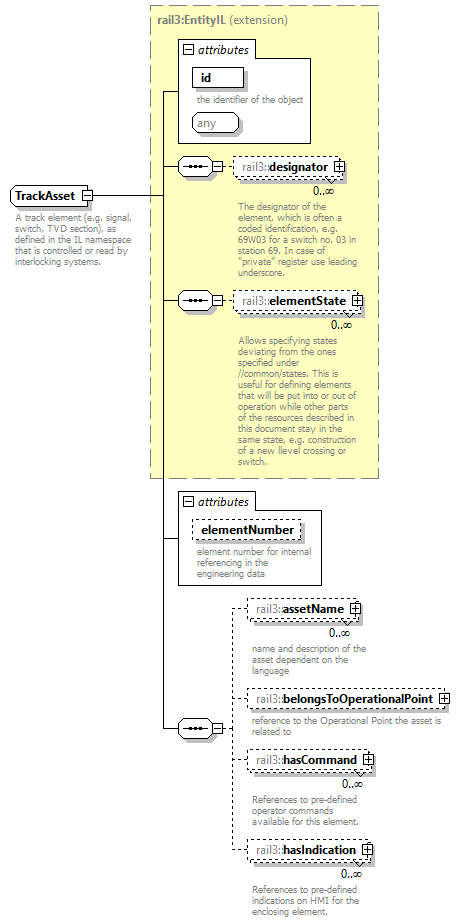 rail3:EntityIL (extension)
attributes
id
the identifier of the object
any
rail3::designator
0..∞
The designator of the
element, which is often a
coded identification, e.g.
69W03 for a switch no. 03 in
station 69. In case of
"private" register use leading
underscore.
TrackAsset
A track element (e.g. signal,
switch, TVD section), as
defined in the IL namespace
that is controlled or read by
interlocking systems.
rail3::elementState
0..∞
Allows specifying states
deviating from the ones
specified under
//common/states. This is
useful for defining elements
that will be put into or out of
operation while other parts
of the resources described in
this document stay in the
same state, e.g. construction
of a new llevel crossing or
switch.
attributes
elementNumber
element number for internal
referencing in the
engineering data
rail3::assetName
0..∞
name and description of the
asset dependent on the
language
rail3::belongsToOperationalPoint
reference to the Operational Point the asset is
related to
rail3::hasCommand
0..∞
References to pre-defined
operator commands
available for this element.
rail3::hasIndication
0..∞
References to pre-defined
indications on HMI for the
enclosing element.